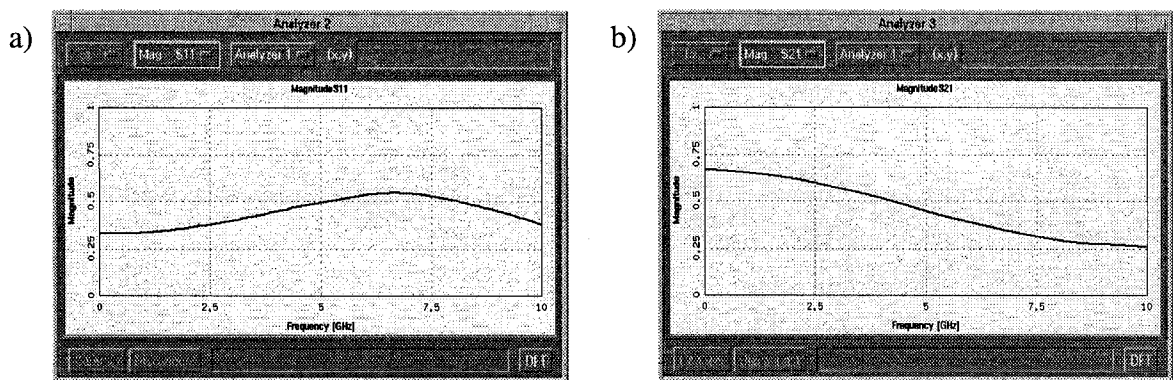 a)
Analyzer 2
Mag S11
Analyzer 1
(x,y)
Magnitude S11
1
0.75
0.5
0.25
0
Magnitude
0
2.5
5
7.5
10
Frequency [GHz]
OFF
b)
Analyzer 3
Mag S21
Analyzer 1
(x,y)
Magnitude S21
1
0.75
0.5
0.25
0
Magnitude
0
2.5
5
7.5
10
Frequency [GHz]
OFF